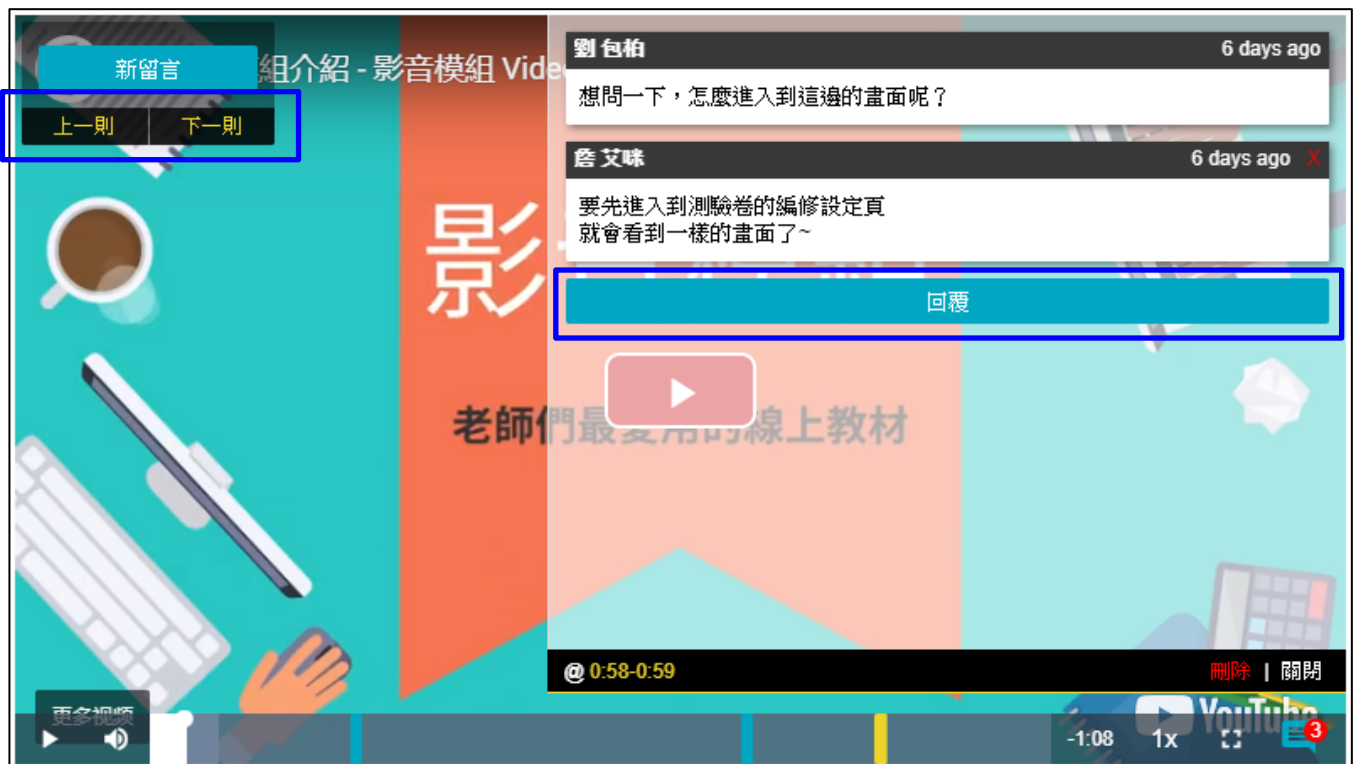 新留言
組介紹 - 影音模組 Vide
上一則
下一則
劉 包柏
6 days ago
想問一下，怎麼進入到這邊的畫面呢？
詹 艾咪
6 days ago X
要先進入到測驗卷的編修設定頁
就會看到一樣的畫面了~
回覆
影
老師們最愛用的線上教材
@ 0:58-0:59
刪除 | 關閉
更多视频
YouTube
-1:08
1x
3